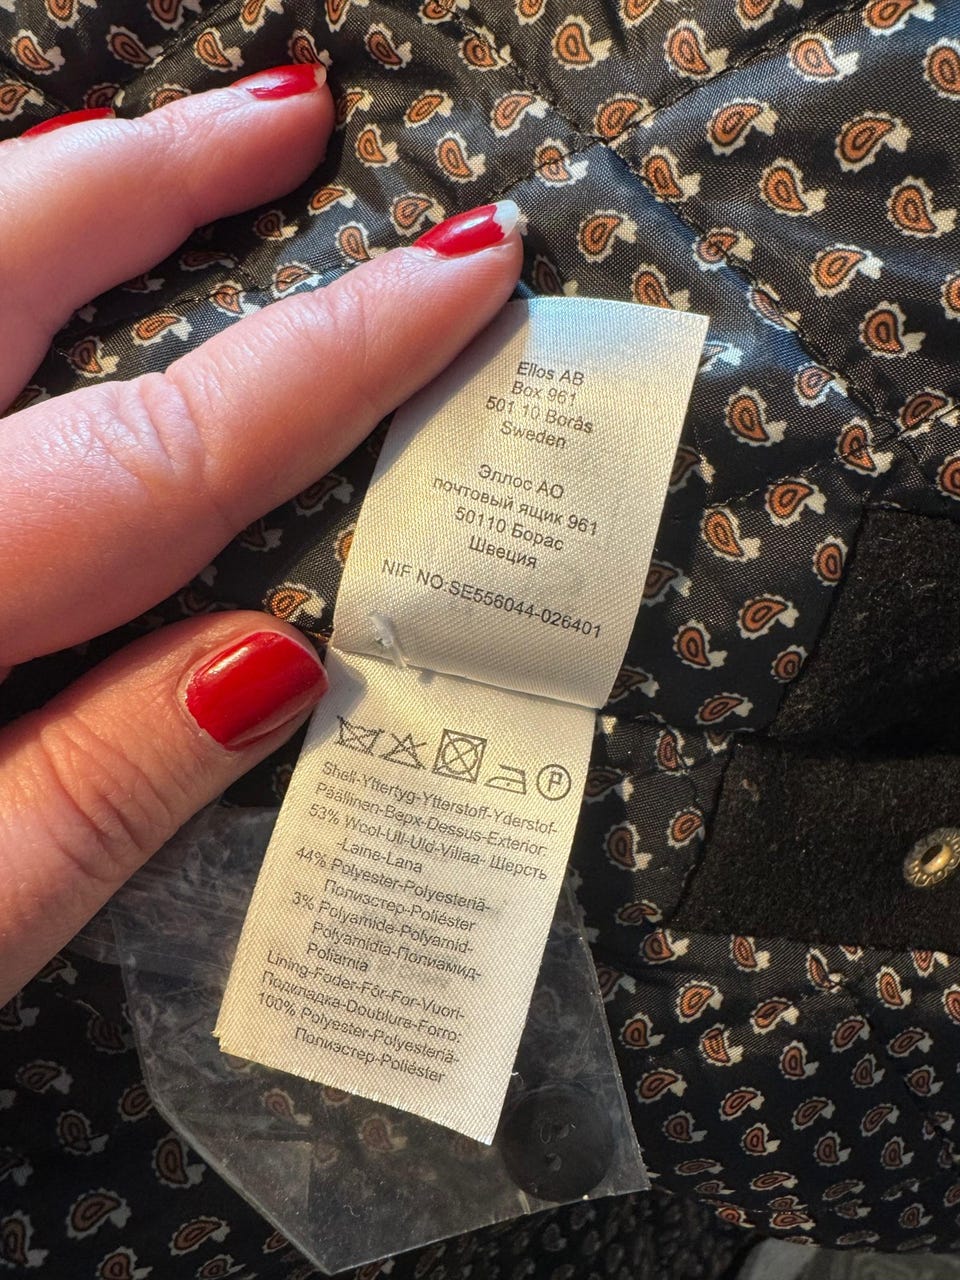 Ellos AB
Box 961
501 10 Borås
Sweden
Эллос АО
почтовый ящик 961
50110 Борас
Швеция
NIF NO:SE556044-026401
P
Shell-Yttertyg-Ytterstoff-Yderstof-
Päällinen-Верх-Dessus-Exterior:
53% Wool-Ull-Uld-Villaa- Шерсть
-Laine-Lana
44% Polyester-Polyesteriä-
Полиэстер-Poliéster
3% Polyamide-Polyamid-
Polyamidia-Полиамид-
Poliamia
Lining-Foder-Fôr-For-Vuori-
Подкладка-Doublure-Forro:
100% Polyester-Polyesteriä-
Полиэстер-Poliéster